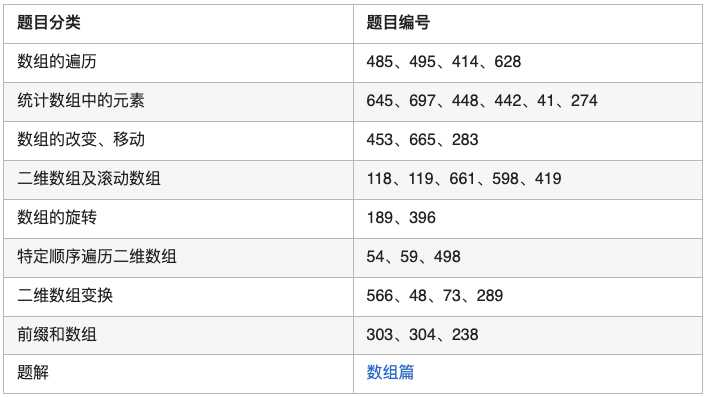 题目分类 题目编号
数组的遍历 485、495、414、628
统计数组中的元素 645、697、448、442、41、274
数组的改变、移动 453、665、283
二维数组及滚动数组 118、119、661、598、419
数组的旋转 189、396
特定顺序遍历二维数组 54、59、498
二维数组变换 566、48、73、289
前缀和数组 303、304、238
题解 数组篇